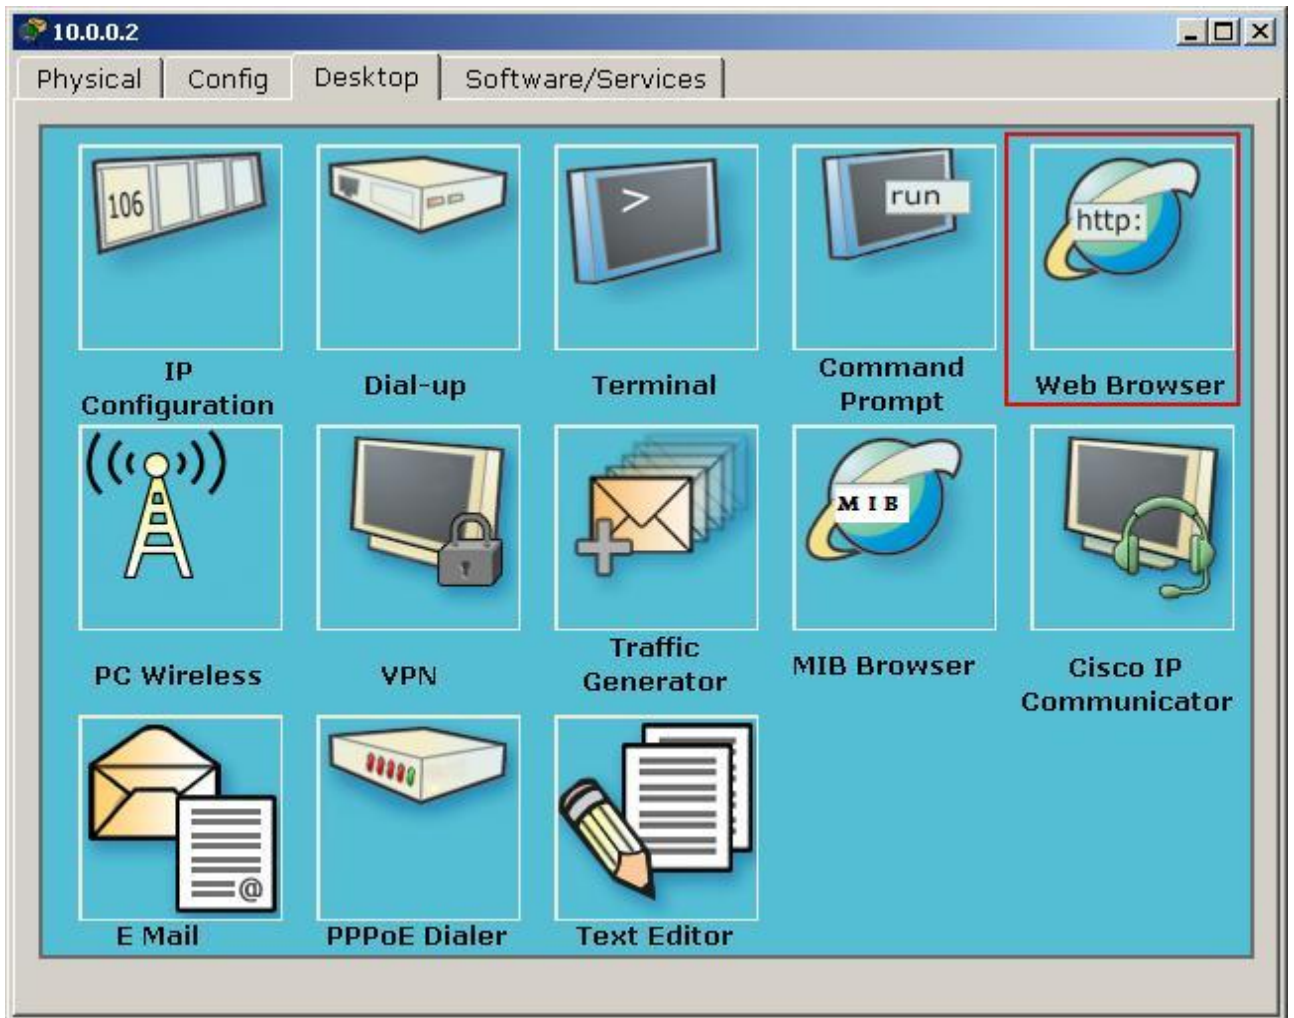 10.0.0.2
Physical Config Desktop Software/Services
106
>
run
http:
IP
Configuration
Dial-up
Terminal
Command
Prompt
Web Browser
MIB
PC Wireless
VPN
Traffic
Generator
MIB Browser
Cisco IP
Communicator
@
E Mail
PPPoE Dialer
Text Editor